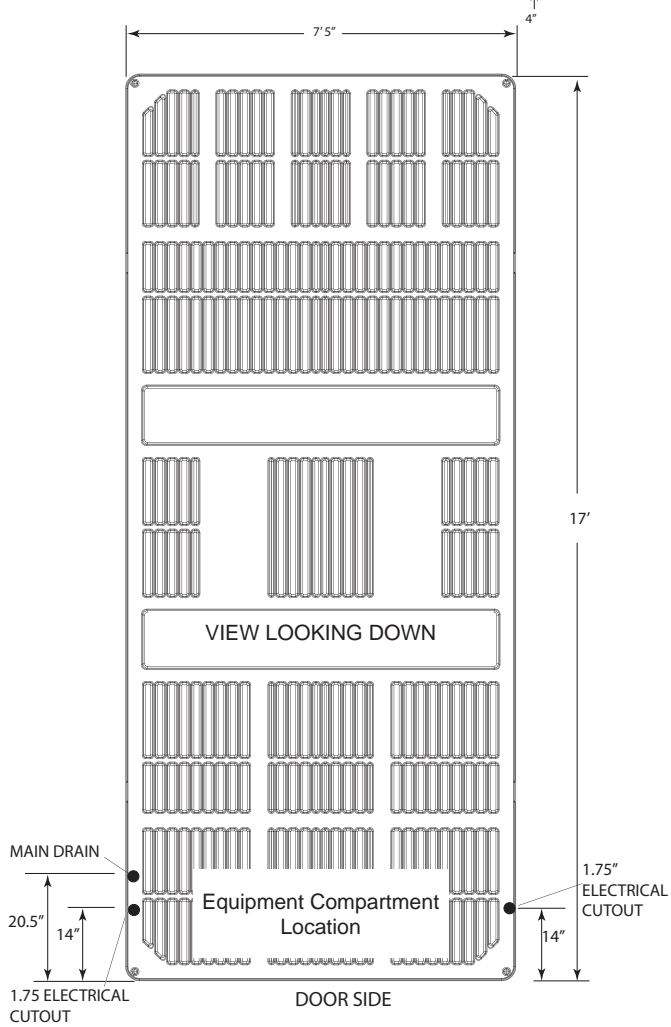 4”
7’ 5”
17’
VIEW LOOKING DOWN
MAIN DRAIN
1.75”
ELECTRICAL
CUTOUT
Equipment Compartment
Location
20.5”
14”
14”
1.75 ELECTRICAL
CUTOUT
DOOR SIDE